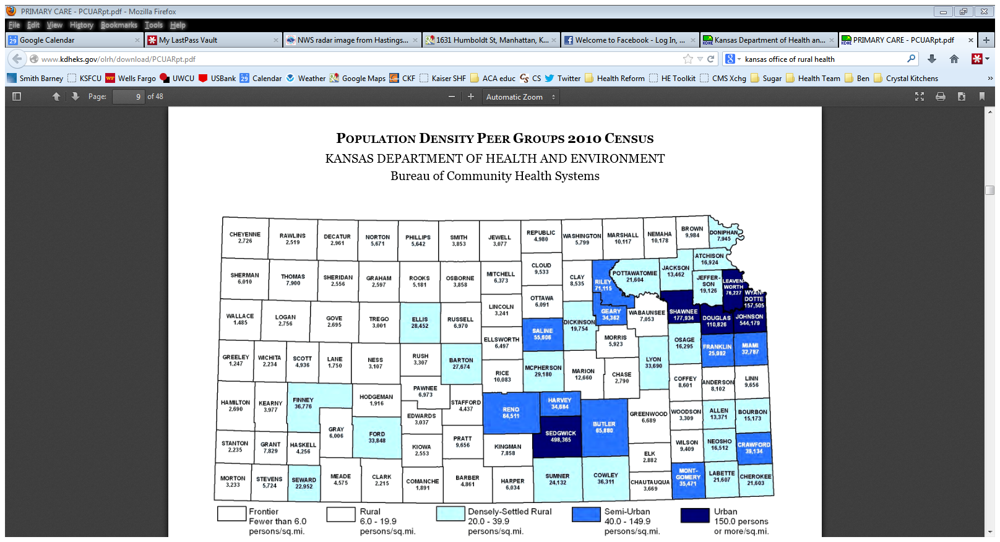 PRIMARY CARE - PCUARpt.pdf - Mozilla Firefox
File Edit View History Bookmarks Tools Help
29 Google Calendar
My LastPass Vault
NWS radar image from Hastings...
1631 Humboldt St, Manhattan, K...
Welcome to Facebook - Log In, ...
KDHE Kansas Department of Health an...
KDHE PRIMARY CARE - PCUARpt.pdf
www.kdheks.gov/olrh/download/PCUARpt.pdf
kansas office of rural health
Smith Barney KSFCU WF Wells Fargo UWCU USBank 29 Calendar Weather Google Maps CKF Kaiser SHF ACA educ CS CS Twitter Health Reform HE Toolkit CMS Xchg Sugar Health Team Ben Crystal Kitchens »
Page: 9 of 48
Automatic Zoom
POPULATION DENSITY PEER GROUPS 2010 CENSUS
KANSAS DEPARTMENT OF HEALTH AND ENVIRONMENT
Bureau of Community Health Systems
CHEYENNE
2.726
RAWLINS
2.519
DECATUR
2.961
NORTON
5,671
PHILLIPS
5.642
SMITH
3.853
JEWELL
3.077
REPUBLIC
4,980
WASHINGTON
5.799
MARSHALL
10,117
NEMAHA
10,178
BROWN
9,984
DONIPHAN
7,945
ATCHISON
16,924
SHERMAN
6.010
THOMAS
7,900
SHERIDAN
2.556
GRAHAM
2,597
ROOKS
5,181
OSBORNE
3,858
MITCHELL
6,373
CLOUD
9,533
CLAY
8,535
RILEY
71,115
POTTAWATOMIE
21,604
JACKSON
13,462
JEFFER-
SON
19,126
LEAVEN-
WORTH
76,227
WYAN-
DOTTE
157,505
WALLACE
1.485
LOGAN
2,756
GOVE
2.695
TREGO
3.001
ELLIS
28,452
RUSSELL
6,970
LINCOLN
3.241
OTTAWA
6.091
SALINE
55,606
DICKINSON
19,754
GEARY
34,362
WABAUNSEE
7,053
SHAWNEE
177,934
DOUGLAS
110,826
JOHNSON
544,179
ELLSWORTH
6,497
MORRIS
5,923
OSAGE
16,295
FRANKLIN
25,992
MIAMI
32,787
GREELEY
1.247
WICHITA
2.234
SCOTT
4,936
LANE
1.750
NESS
3.107
RUSH
3.307
BARTON
27,674
RICE
10,083
MCPHERSON
29,180
MARION
12,660
CHASE
2.790
LYON
33,690
COFFEY
8,601
ANDERSON
8,102
LINN
9,656
HAMILTON
2.690
KEARNY
3.977
FINNEY
36,776
HODGEMAN
1.916
PAWNEE
6,973
STAFFORD
4.437
EDWARDS
3.037
RENO
64,511
HARVEY
34,684
SEDGWICK
498,365
BUTLER
65,880
GREENWOOD
6,689
WOODSON
3.309
ALLEN
13,371
BOURBON
15,173
STANTON
2.235
GRANT
7.829
HASKELL
4.256
GRAY
6,006
FORD
33,848
KIOWA
2.553
PRATT
9.656
KINGMAN
7,858
ELK
2.882
WILSON
9,409
NEOSHO
16,512
CRAWFORD
39,134
MORTON
3.233
STEVENS
5.724
SEWARD
22,952
MEADE
4,575
CLARK
2.215
COMANCHE
1.891
BARBER
4.861
HARPER
6,034
SUMNER
24,132
COWLEY
36,311
CHAUTAUQUA
3,669
MONT-
GOMERY
35,471
LABETTE
21,607
CHEROKEE
21,603
Frontier
Fewer than 6.0
persons/sq.mi.
Rural
6.0 - 19.9
persons/sq.mi.
Densely-Settled Rural
20.0 - 39.9
persons/sq.mi.
Semi-Urban
40.0 - 149.9
persons/sq.mi.
Urban
150.0 persons
or more/sq.mi.